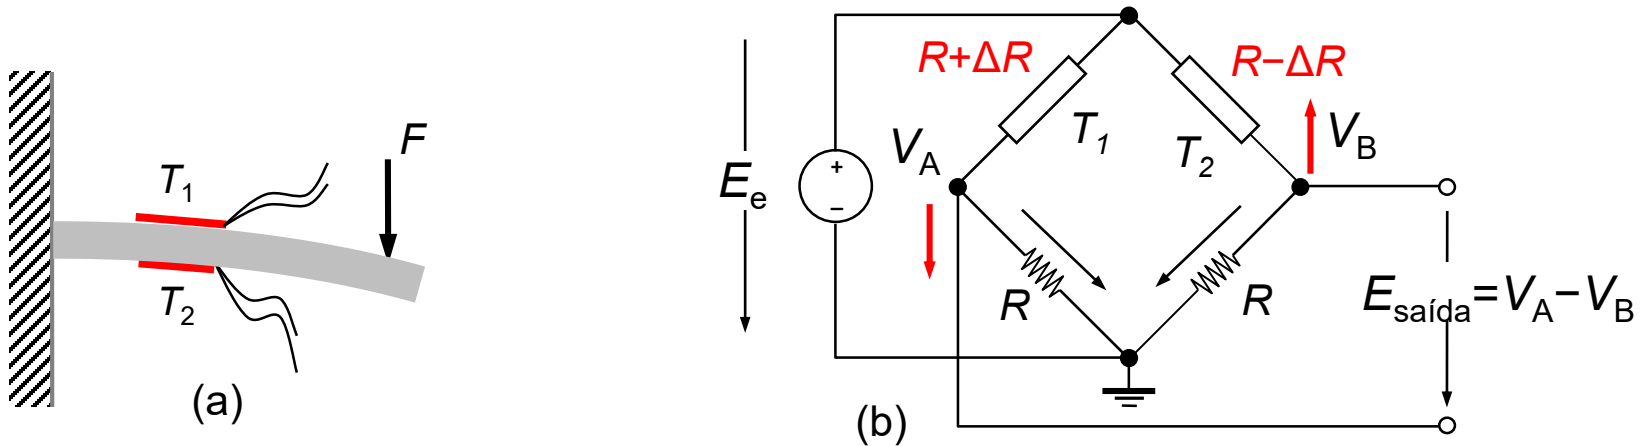 T1
F
T2
(a)
R+ΔR
R−ΔR
T1
T2
VA
VB
Ee
+
−
R
R
Esaída=VA−VB
(b)